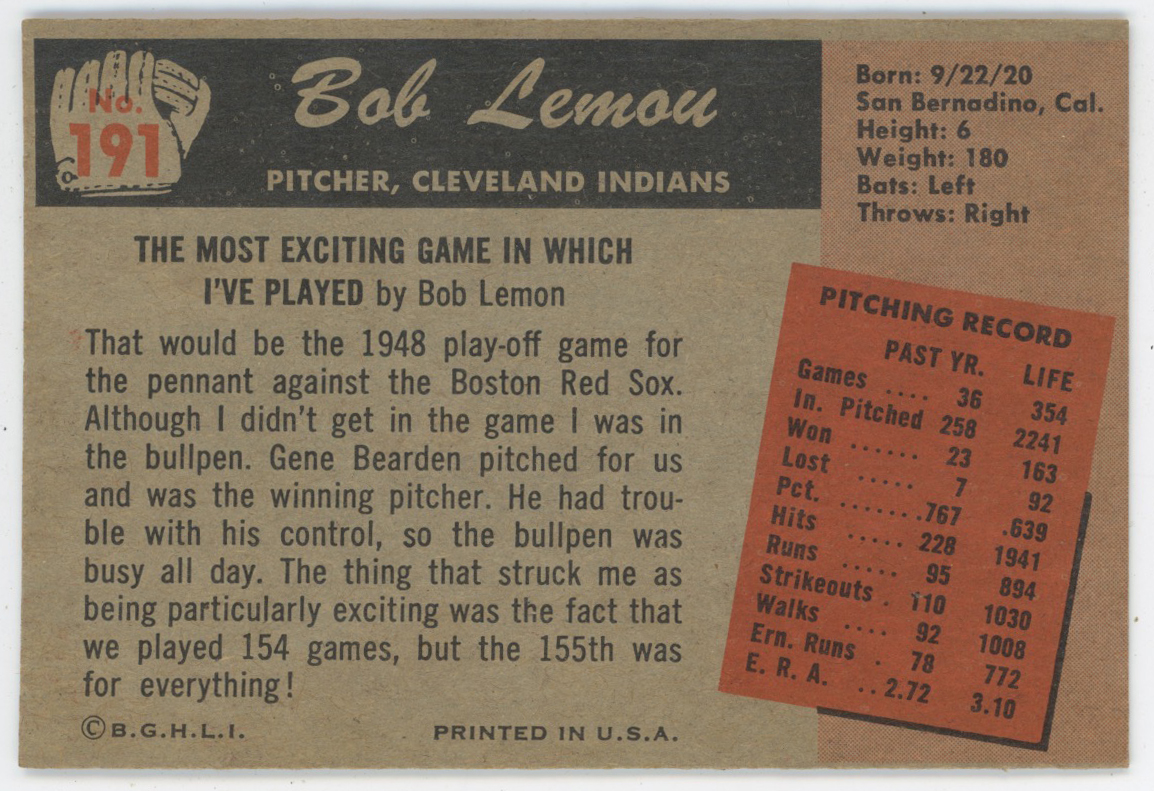 No.
191
Bob Lemon
PITCHER, CLEVELAND INDIANS
Born: 9/22/20
San Bernadino, Cal.
Height: 6
Weight: 180
Bats: Left
Throws: Right
THE MOST EXCITING GAME IN WHICH
I'VE PLAYED by Bob Lemon
That would be the 1948 play-off game for
the pennant against the Boston Red Sox.
Although I didn't get in the game I was in
the bullpen. Gene Bearden pitched for us
and was the winning pitcher. He had trou-
ble with his control, so the bullpen was
busy all day. The thing that struck me as
being particularly exciting was the fact that
we played 154 games, but the 155th was
for everything!
©B.G.H.L.I. PRINTED IN U.S.A.
PITCHING RECORD
PAST YR. LIFE
Games .... 36 354
In. Pitched 258 2241
Won ...... 23 163
Lost ..... 7 92
Pct. .......767 .639
Hits ..... 228 1941
Runs ..... 95 894
Strikeouts . 110 1030
Walks .... 92 1008
Ern. Runs . 78 772
E. R. A. ..2.72 3.10